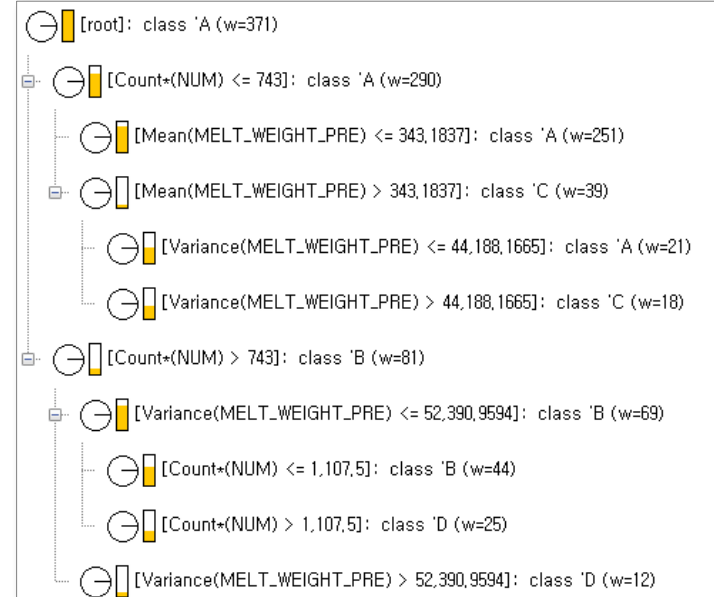 [root]: class 'A (w=371)
[Count*(NUM) <= 743]: class 'A (w=290)
[Mean(MELT_WEIGHT_PRE) <= 343,1837]: class 'A (w=251)
[Mean(MELT_WEIGHT_PRE) > 343,1837]: class 'C (w=39)
[Variance(MELT_WEIGHT_PRE) <= 44,188,1665]: class 'A (w=21)
[Variance(MELT_WEIGHT_PRE) > 44,188,1665]: class 'C (w=18)
[Count*(NUM) > 743]: class 'B (w=81)
[Variance(MELT_WEIGHT_PRE) <= 52,390,9594]: class 'B (w=69)
[Count*(NUM) <= 1,107,5]: class 'B (w=44)
[Count*(NUM) > 1,107,5]: class 'D (w=25)
[Variance(MELT_WEIGHT_PRE) > 52,390,9594]: class 'D (w=12)